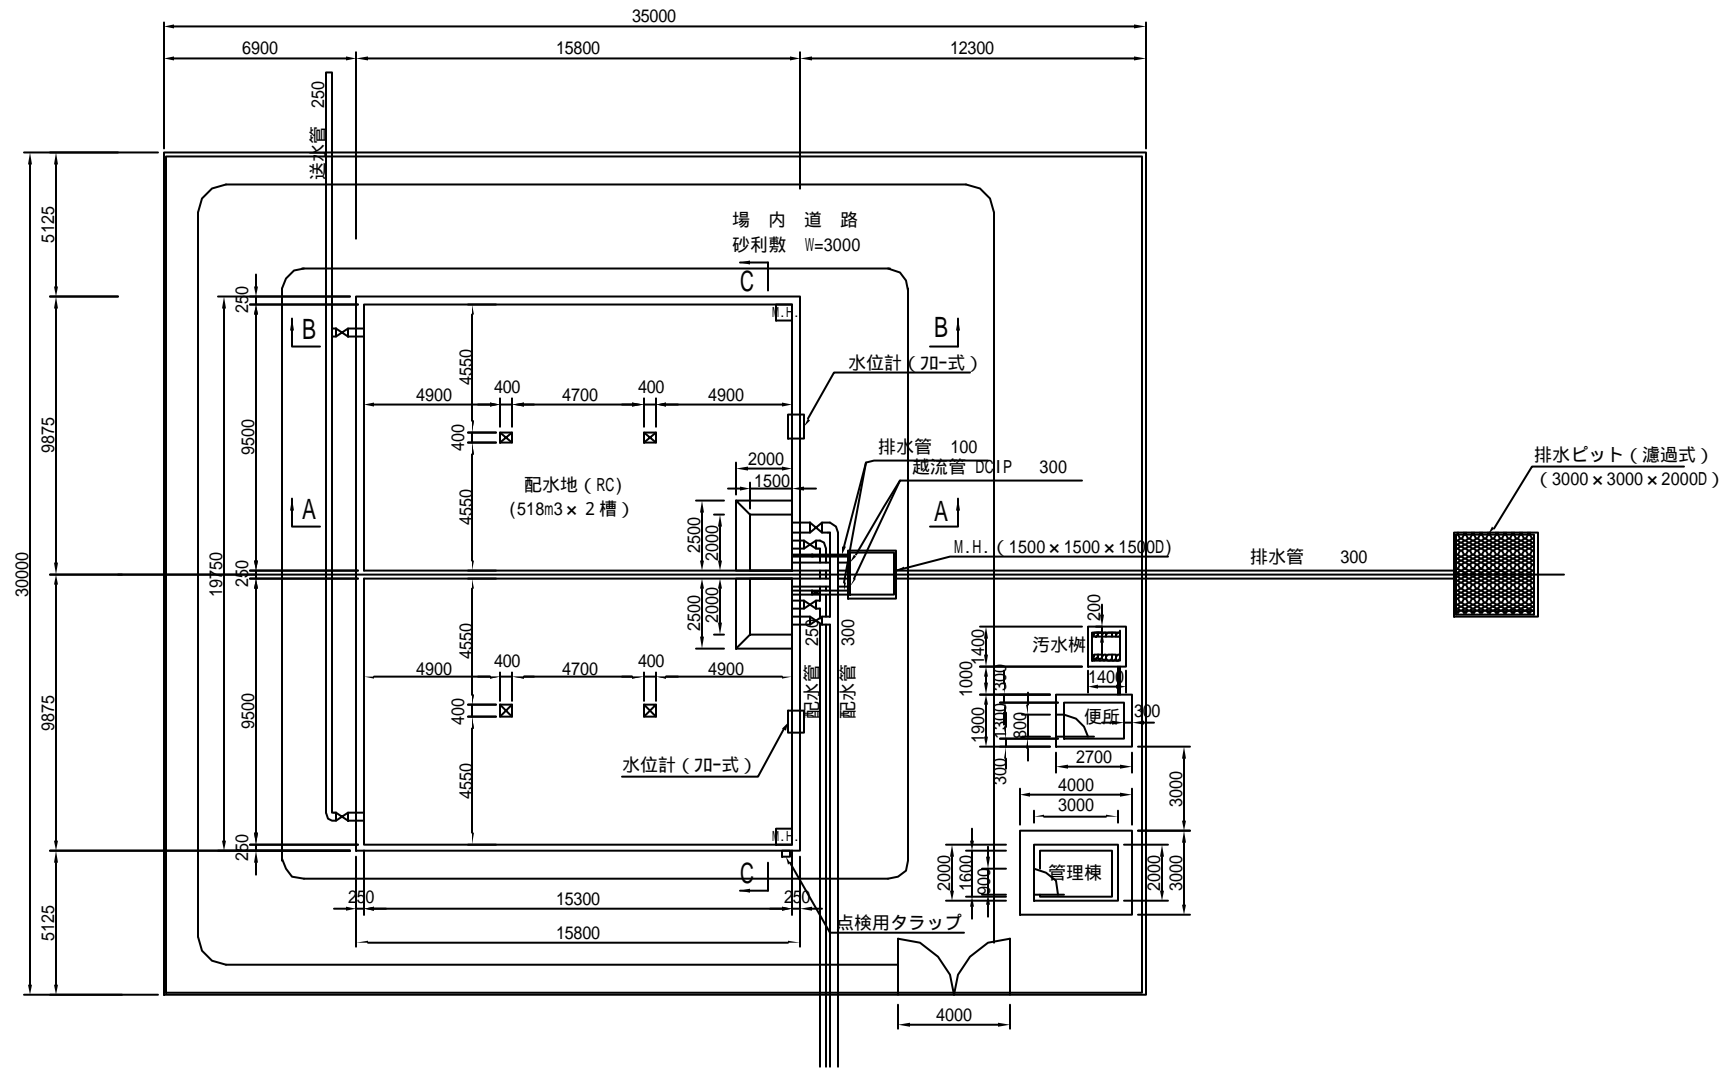 35000
6900
15800
12300
送水管 250
5125
場 内 道 路
砂利敷 W=3000
C
250
M.H.
B
B
水位計(フロー式)
4550
4900
400
4700
400
4900
9875
9500
400
排水管 100
越流管 DCIP 300
排水ピット(濾過式)
(3000×3000×2000D)
2000
1500
配水地(RC)
(518m3×2槽)
A
A
4550
2500
2000
M.H.(1500×1500×1500D)
排水管 300
30000
19750
250
2500
2000
配水管 250
配水管 300
200
汚水桝
1400
1400
1000
300
4550
4900
400
4700
400
4900
9875
9500
400
便所
300
1900
1300
800
300
2700
水位計(フロー式)
4550
4000
3000
3000
M.H.
250
管理棟
2000
1600
900
2000
3000
C
250
15300
250
5125
点検用タラップ
15800
4000